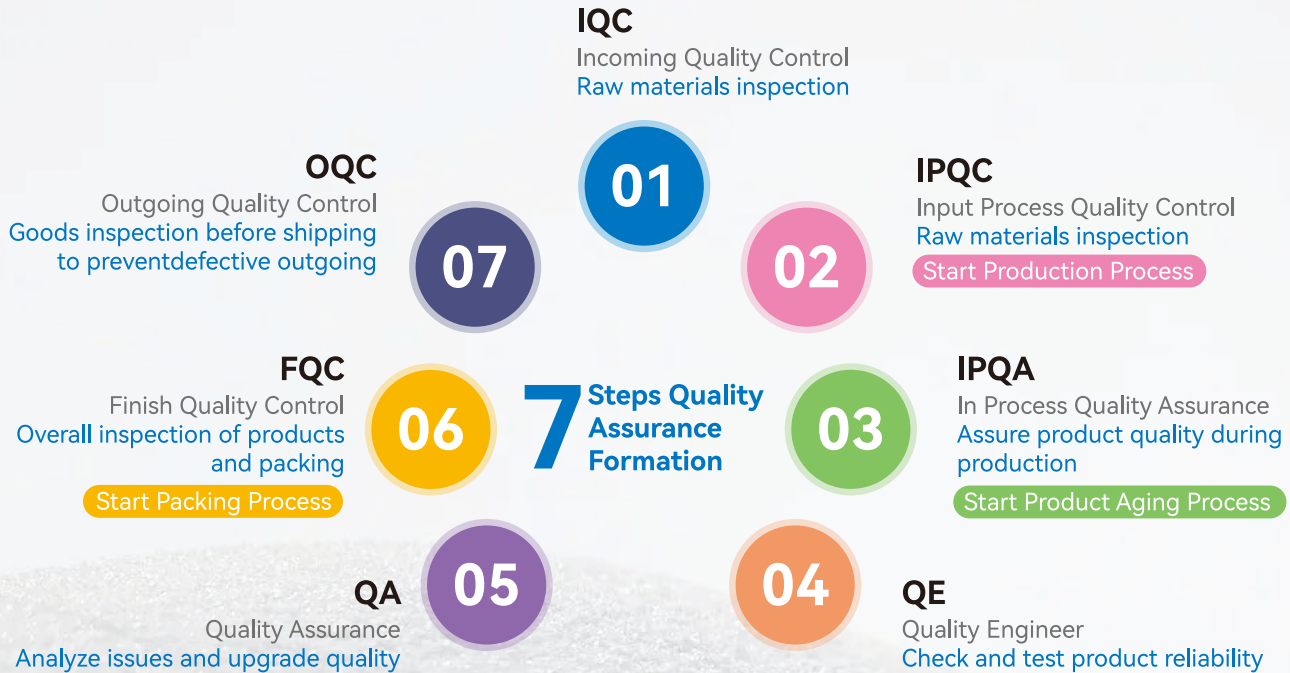 IQC
Incoming Quality Control
Raw materials inspection
01
IPQC
Input Process Quality Control
Raw materials inspection
Start Production Process
02
IPQA
In Process Quality Assurance
Assure product quality during
production
Start Product Aging Process
03
QE
Quality Engineer
Check and test product reliability
04
QA
Quality Assurance
Analyze issues and upgrade quality
05
FQC
Finish Quality Control
Overall inspection of products
and packing
Start Packing Process
06
OQC
Outgoing Quality Control
Goods inspection before shipping
to preventdefective outgoing
07
7 Steps Quality
Assurance
Formation